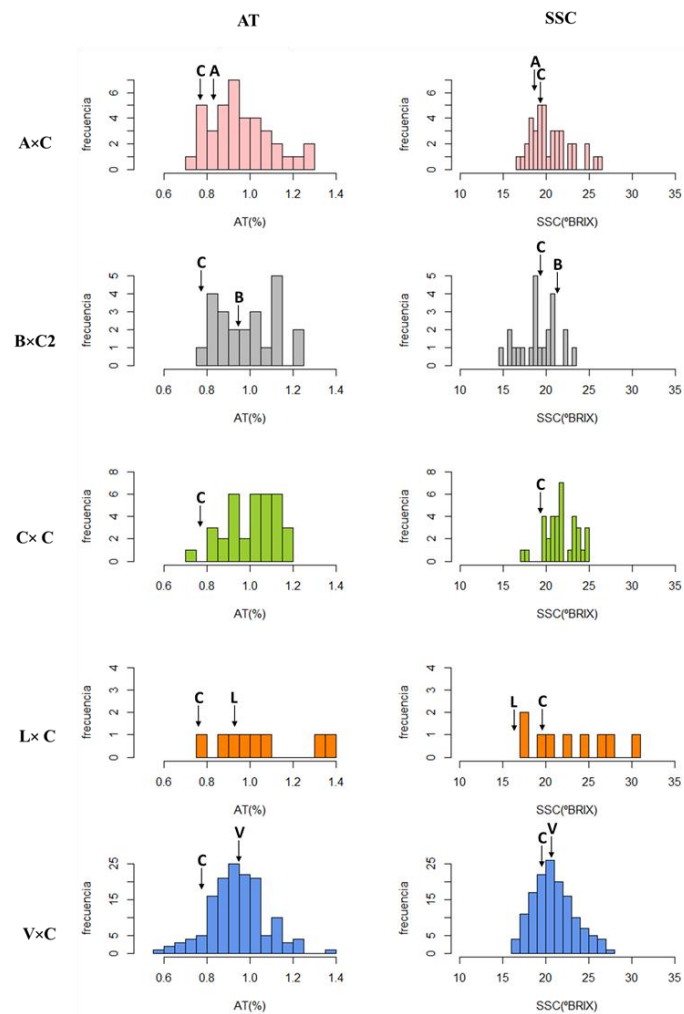 AT SSC
A×C
frecuencia
0 2 4 6
C A
0.6 0.8 1.0 1.2 1.4
AT(%)
frecuencia
0 2 4 6
A
C
10 15 20 25 30 35
SSC(ºBRIX)
B×C2
frecuencia
0 1 2 3 4 5
C
B
0.6 0.8 1.0 1.2 1.4
AT(%)
frecuencia
0 1 2 3 4 5
C
B
10 15 20 25 30 35
SSC(ºBRIX)
C× C
frecuencia
0 2 4 6 8
C
0.6 0.8 1.0 1.2 1.4
AT(%)
frecuencia
0 2 4 6 8
C
10 15 20 25 30 35
SSC(ºBRIX)
L× C
frecuencia
0 1 2 3 4
C L
0.6 0.8 1.0 1.2 1.4
AT(%)
frecuencia
0 1 2 3 4
L C
10 15 20 25 30 35
SSC(ºBRIX)
V×C
frecuencia
0 5 15 25
C
V
0.6 0.8 1.0 1.2 1.4
AT(%)
frecuencia
0 5 15 25
V
C
10 15 20 25 30 35
SSC(ºBRIX)